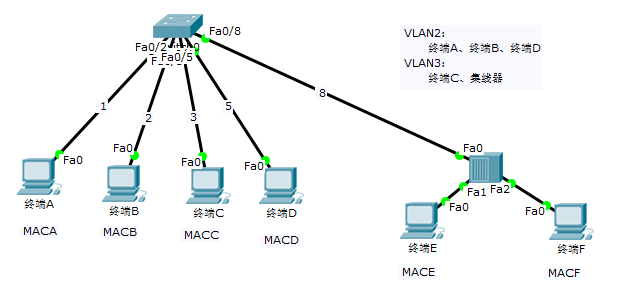 Fa0/8
Fa0/2
Fa0/5
VLAN2：
终端A、终端B、终端D
VLAN3：
终端C、集线器
1
2
3
5
8
Fa0
Fa0
Fa0
Fa0
Fa0
Fa1
Fa2
Fa0
Fa0
终端A
终端B
终端C
终端D
终端E
终端F
MACA
MACB
MACC
MACD
MACE
MACF